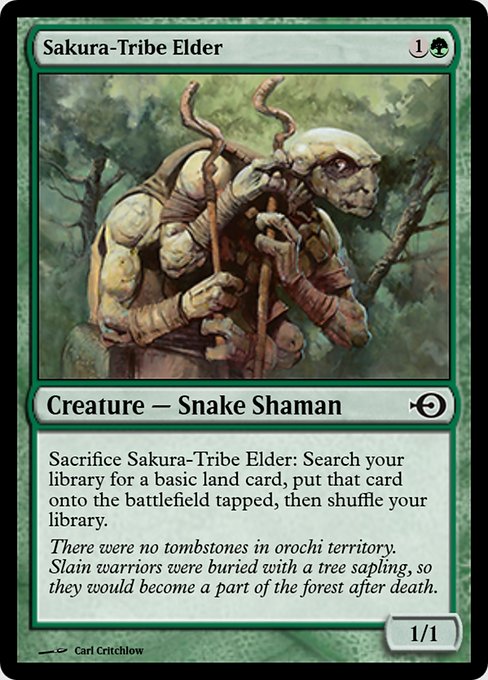 Sakura-Tribe Elder 1
Creature — Snake Shaman
Sacrifice Sakura-Tribe Elder: Search your
library for a basic land card, put that card
onto the battlefield tapped, then shuffle your
library.
There were no tombstones in orochi territory.
Slain warriors were buried with a tree sapling, so
they would become a part of the forest after death.
1/1
Carl Critchlow